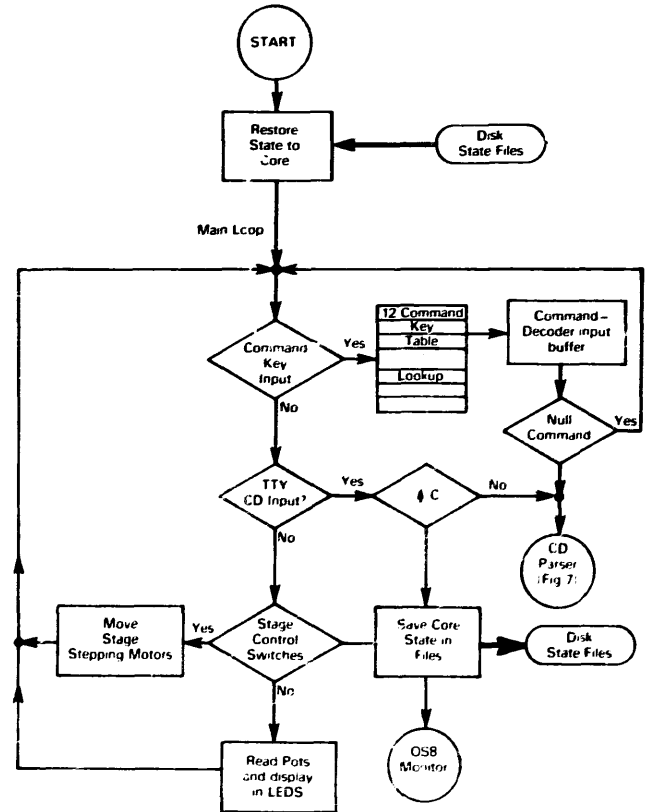 START
Restore
State to
Core
Disk
State Files
Main Loop
12 Command
Key
Table
Lookup
Command –
Decoder input
buffer
Command
Key
Input
Yes
No
Null
Command
Yes
TTY
CD Input?
Yes
C
No
No
CD
Parser
(Fig 7)
Move
Stage
Stepping Motors
Yes
Stage
Control
Switches
No
Save Core
State in
Files
Disk
State Files
Read Pots
and display
in LEDS
OS8
Monitor